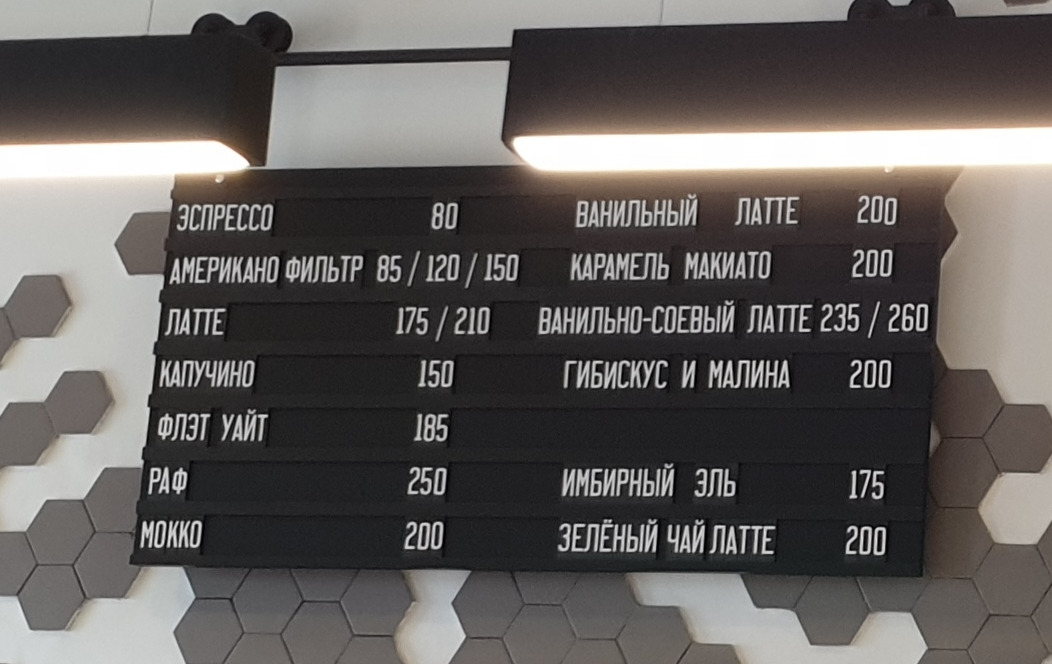 ЭСПРЕССО 80
АМЕРИКАНО ФИЛЬТР 85 / 120 / 150
ЛАТТЕ 175 / 210
КАПУЧИНО 150
ФЛЭТ УАЙТ 185
РАФ 250
МОККО 200
ВАНИЛЬНЫЙ ЛАТТЕ 200
КАРАМЕЛЬ МАКИАТО 200
ВАНИЛЬНО-СОЕВЫЙ ЛАТТЕ 235 / 260
ГИБИСКУС И МАЛИНА 200
ИМБИРНЫЙ ЭЛЬ 175
ЗЕЛЁНЫЙ ЧАЙ ЛАТТЕ 200